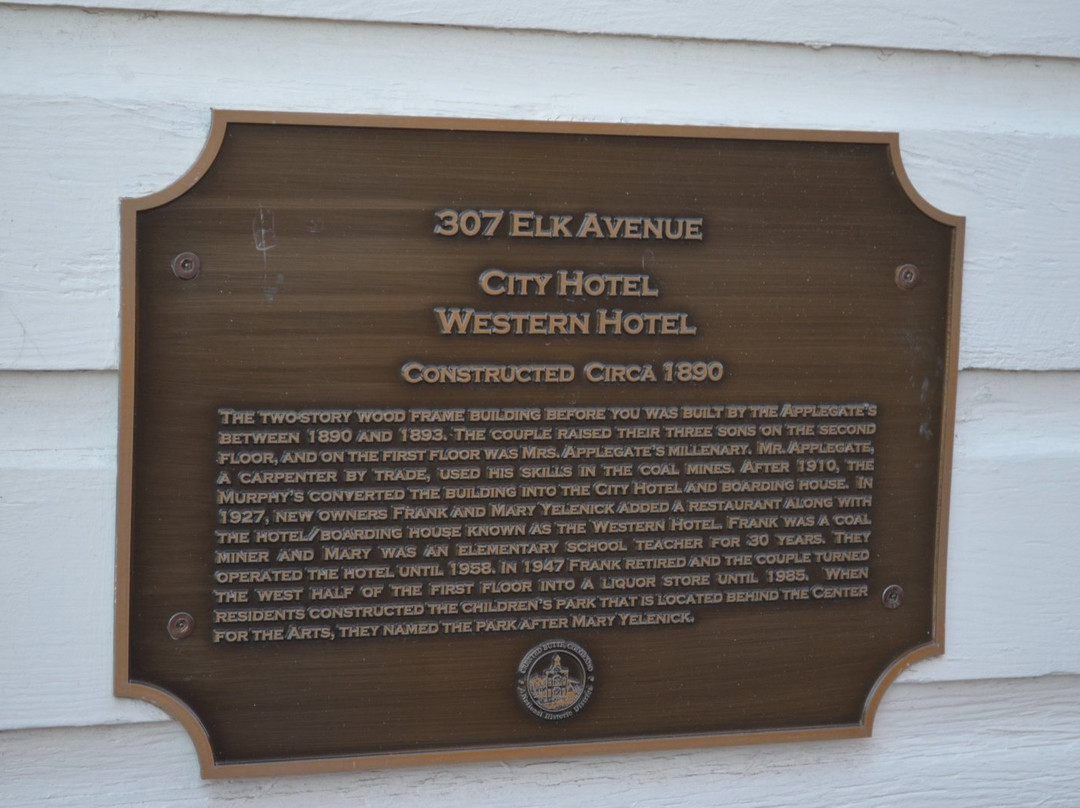 307 Elk Avenue
City Hotel
Western Hotel
Constructed Circa 1890
The two-story wood frame building before you was built by the Applegate's
between 1890 and 1893. The couple raised their three sons on the second
floor, and on the first floor was Mrs. Applegate's millenary. Mr. Applegate,
a carpenter by trade, used his skills in the coal mines. After 1910, the
Murphy's converted the building into the City Hotel and boarding house. In
1927, new owners Frank and Mary Yelenick added a restaurant along with
the hotel/boarding house known as the Western Hotel. Frank was a coal
miner and Mary was an elementary school teacher for 30 years. They
operated the hotel until 1958. In 1947 Frank retired and the couple turned
the west half of the first floor into a liquor store until 1985. When
residents constructed the children's park that is located behind the Center
for the Arts, they named the park after Mary Yelenick.
Crested Butte, Colorado
National Historic District